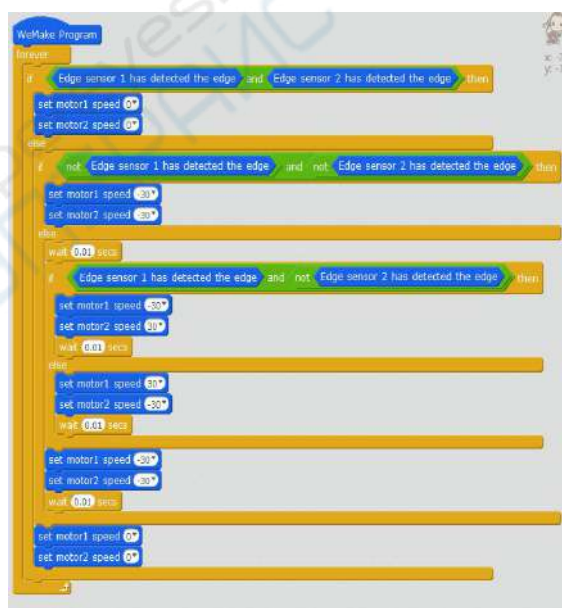 WeMake Program
forever
if Edge sensor 1 has detected the edge and Edge sensor 2 has detected the edge then
set motor1 speed 0
set motor2 speed 0
else
if not Edge sensor 1 has detected the edge and not Edge sensor 2 has detected the edge then
set motor1 speed -30
set motor2 speed -30
else
wait 0.01 secs
if Edge sensor 1 has detected the edge and not Edge sensor 2 has detected the edge then
set motor1 speed -30
set motor2 speed 30
wait 0.01 secs
else
set motor1 speed 30
set motor2 speed -30
wait 0.01 secs
set motor1 speed -30
set motor2 speed -30
wait 0.01 secs
set motor1 speed 0
set motor2 speed 0